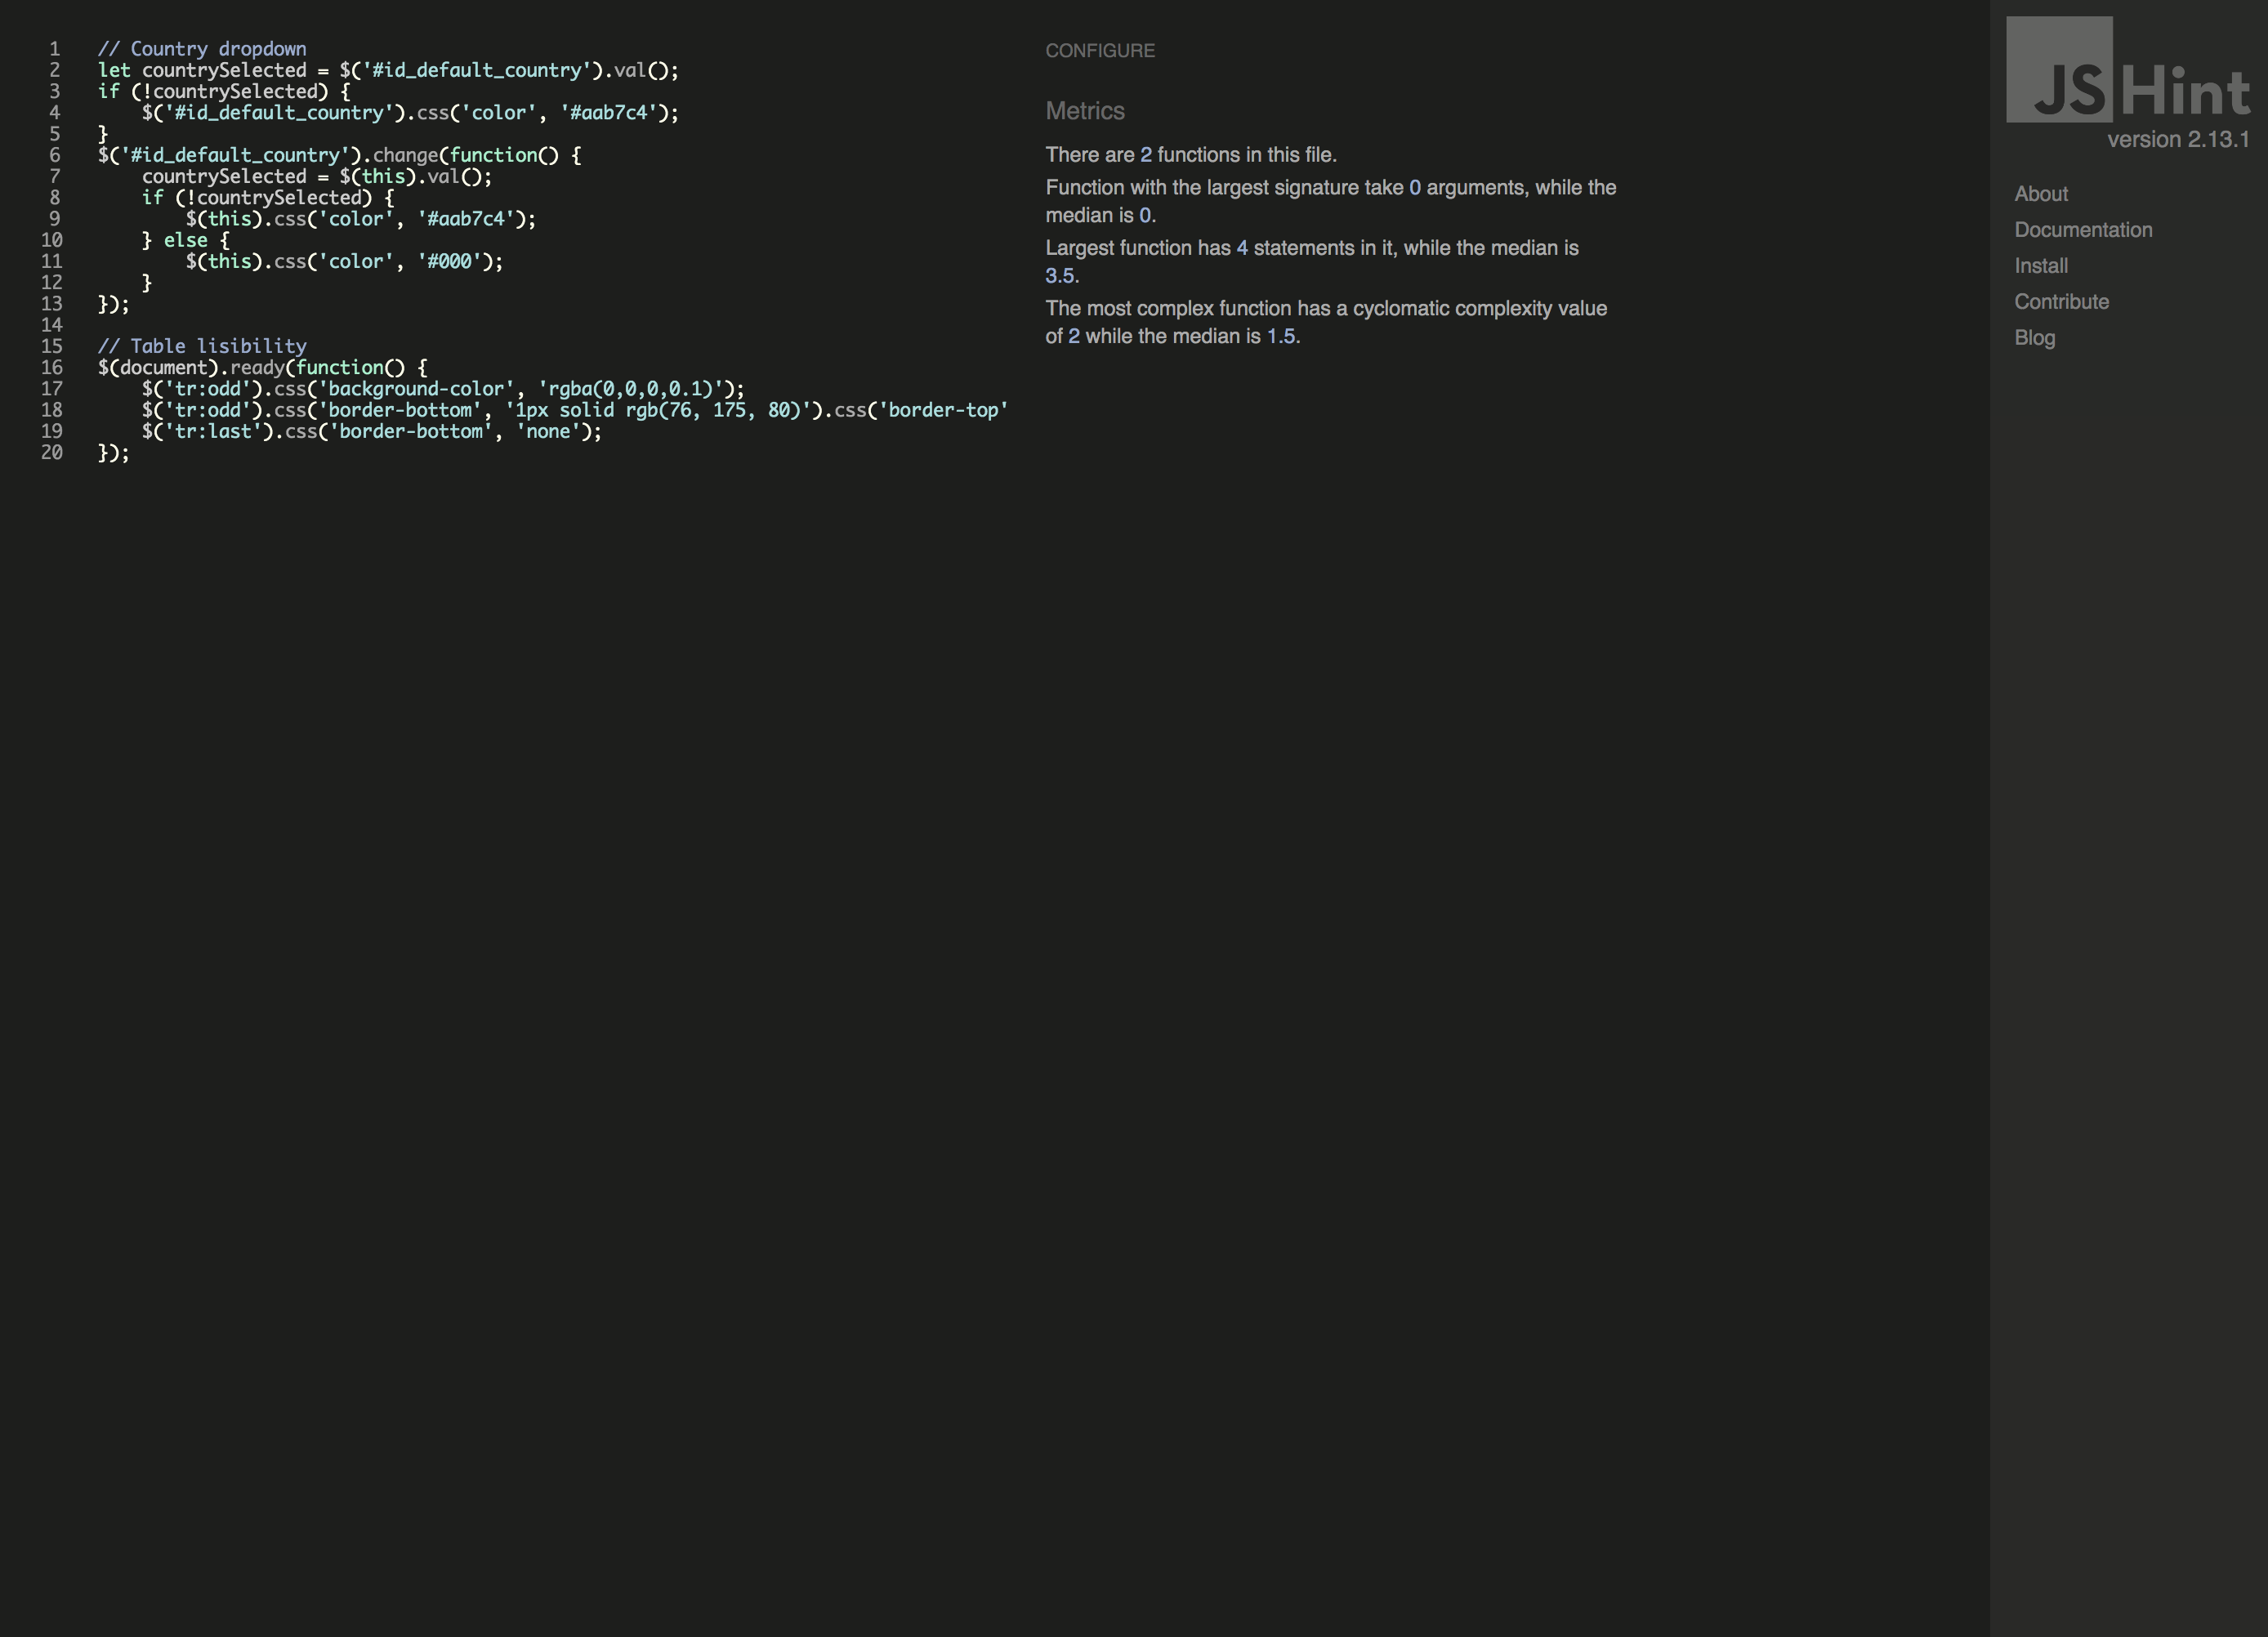 1 // Country dropdown
2 let countrySelected = $('#id_default_country').val();
3 if (!countrySelected) {
4     $('#id_default_country').css('color', '#aab7c4');
5 }
6 $('#id_default_country').change(function() {
7     countrySelected = $(this).val();
8     if (!countrySelected) {
9         $(this).css('color', '#aab7c4');
10     } else {
11         $(this).css('color', '#000');
12     }
13 });
14
15 // Table lisibility
16 $(document).ready(function() {
17     $('tr:odd').css('background-color', 'rgba(0,0,0,0.1)');
18     $('tr:odd').css('border-bottom', '1px solid rgb(76, 175, 80)').css('border-top'
19     $('tr:last').css('border-bottom', 'none');
20 });
CONFIGURE
Metrics
There are 2 functions in this file.
Function with the largest signature take 0 arguments, while the
median is 0.
Largest function has 4 statements in it, while the median is
3.5.
The most complex function has a cyclomatic complexity value
of 2 while the median is 1.5.
JSHint
version 2.13.1
About
Documentation
Install
Contribute
Blog